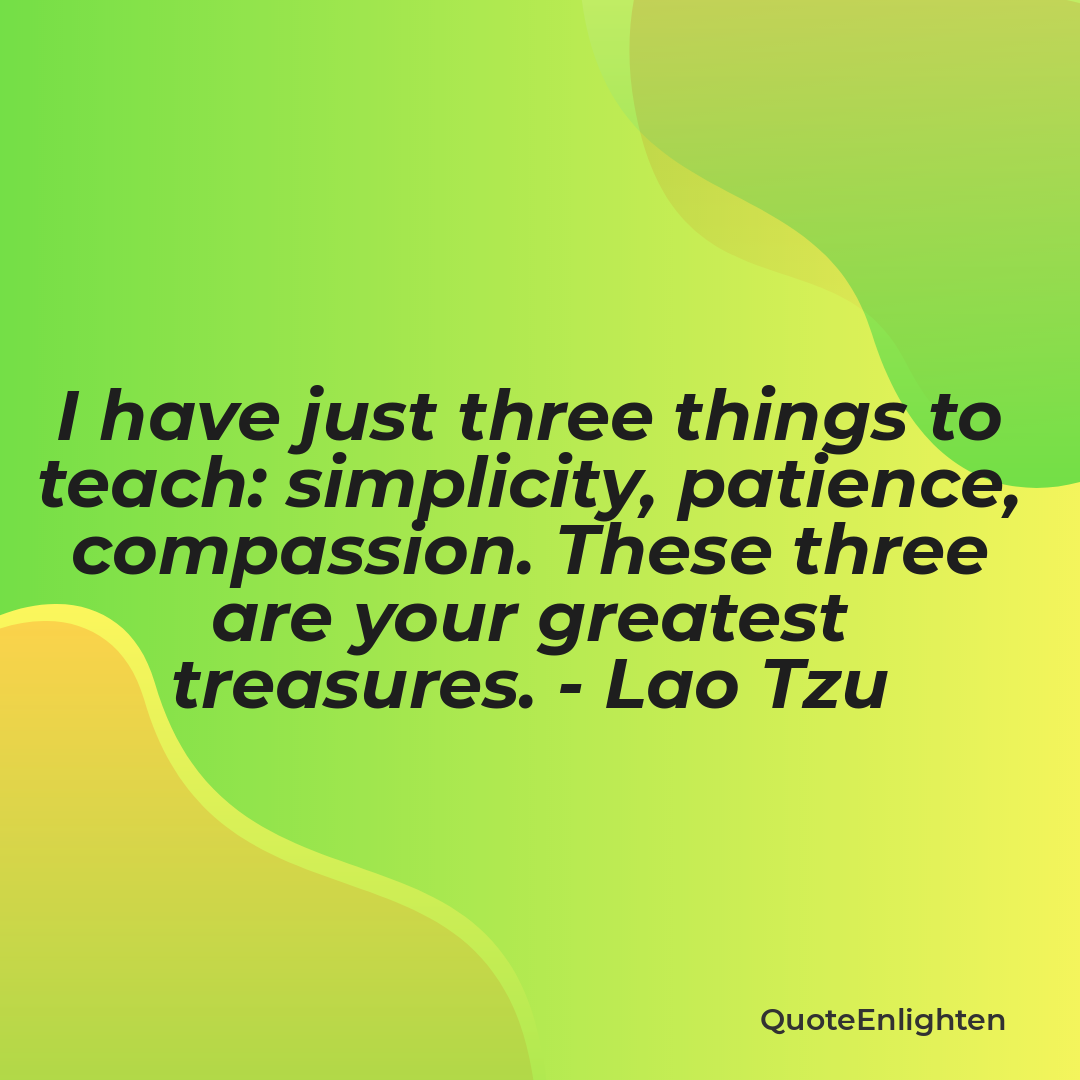 I have just three things to
teach: simplicity, patience,
compassion. These three
are your greatest
treasures. - Lao Tzu
QuoteEnlighten